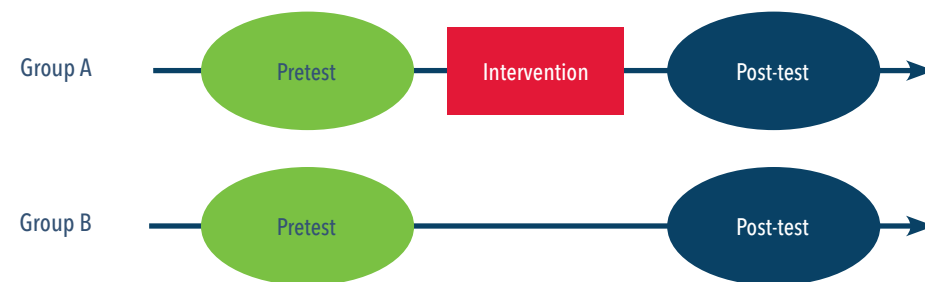 Group A
Pretest
Intervention
Post-test
Group B
Pretest
Post-test